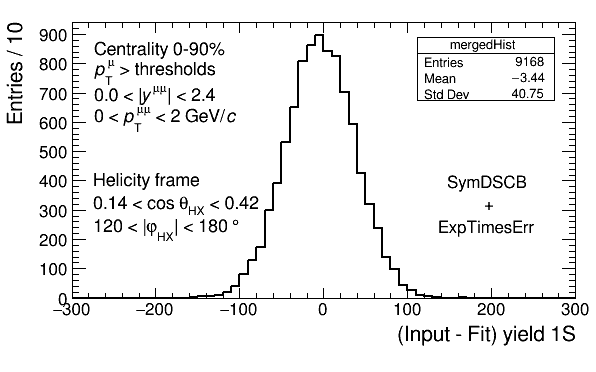 Entries / 10
900
800
700
600
500
400
300
200
100
0
Centrality 0-90%
p_T^μ > thresholds
0.0 < |y^μμ| < 2.4
0 < p_T^μμ < 2 GeV/c
Helicity frame
0.14 < cos θ_HX < 0.42
120 < |φ_HX| < 180 °
mergedHist
Entries 9168
Mean −3.44
Std Dev 40.75
SymDSCB
+
ExpTimesErr
−300 −200 −100 0 100 200 300
(Input - Fit) yield 1S